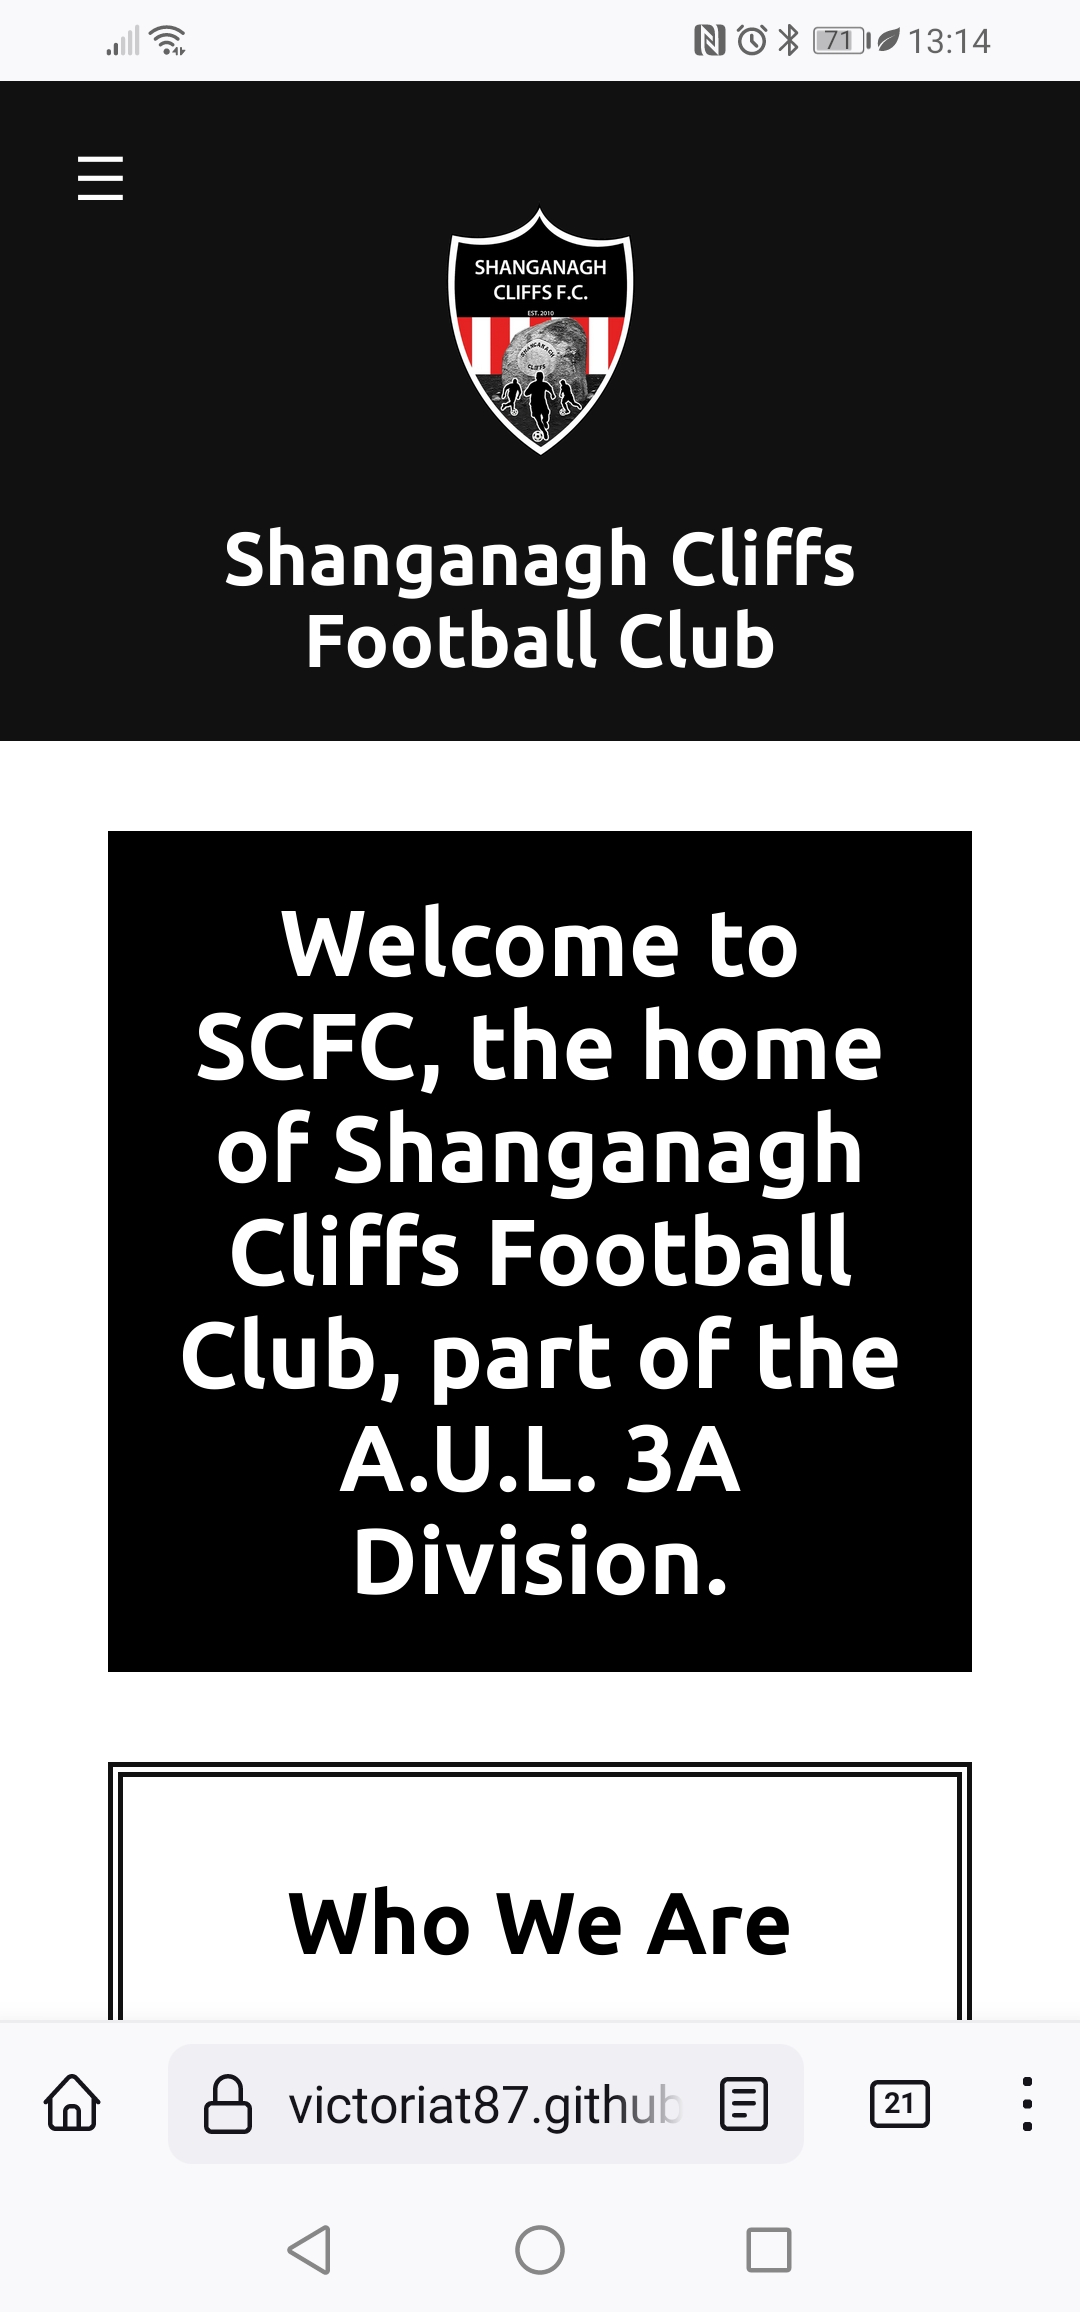 71
13:14
SHANGANAGH
CLIFFS F.C.
EST. 2010
SHANGANAGH
CLIFFS
Shanganagh Cliffs
Football Club
Welcome to
SCFC, the home
of Shanganagh
Cliffs Football
Club, part of the
A.U.L. 3A
Division.
Who We Are
victoriat87.github
21